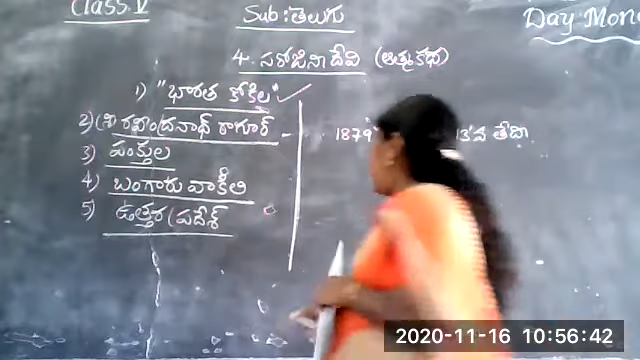 Class. V
Sub : తెలుగు
Day Mon
4. సరోజినీదేవి (ఆత్మకథ)
1) "భారత కోకిల"
2) శ్రీ రవీంద్రనాథ్ ఠాగూర్
3) పంక్తుల
4) బంగారు వాకిలి
5) ఉత్తరప్రదేశ్
1879 13వ తేదీ
2020-11-16 10:56:42